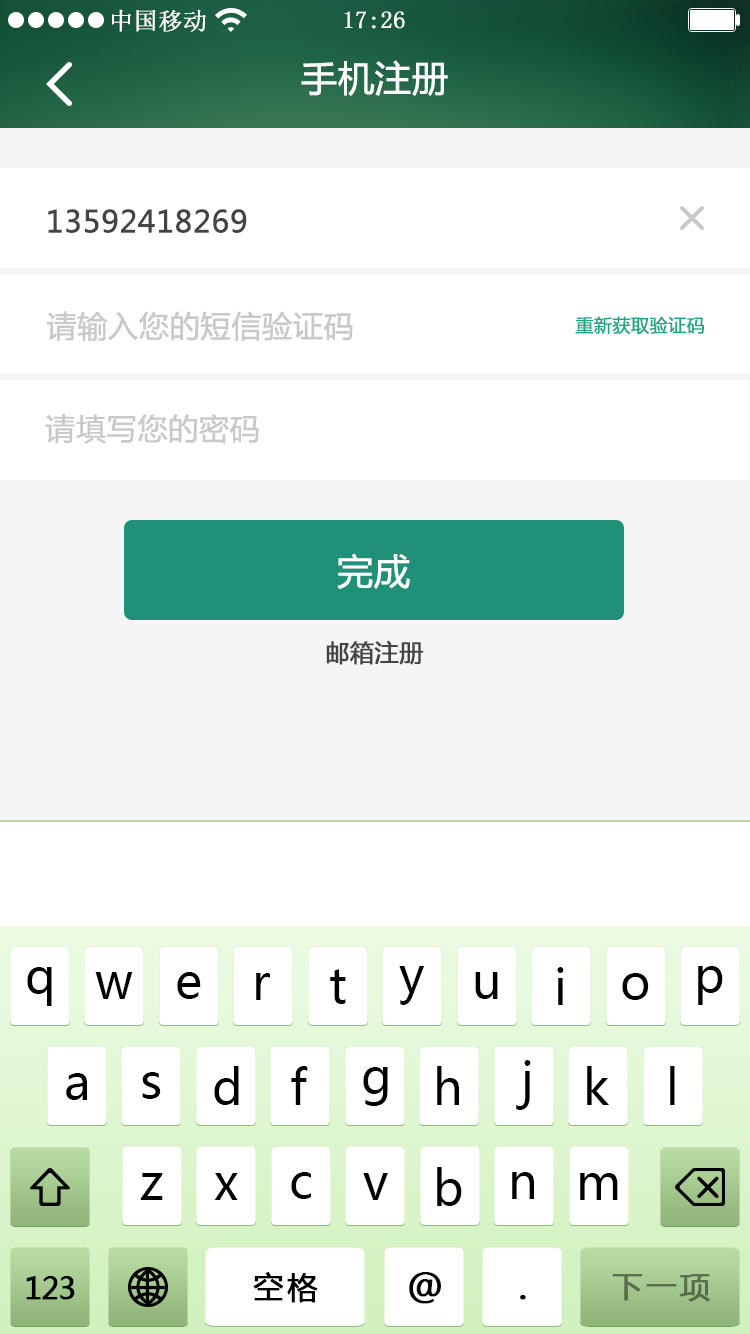 中国移动 17:26
手机注册
13592418269
请输入您的短信验证码 重新获取验证码
请填写您的密码
完成
邮箱注册
q w e r t y u i o p
a s d f g h j k l
z x c v b n m
123 空格 @ . 下一项